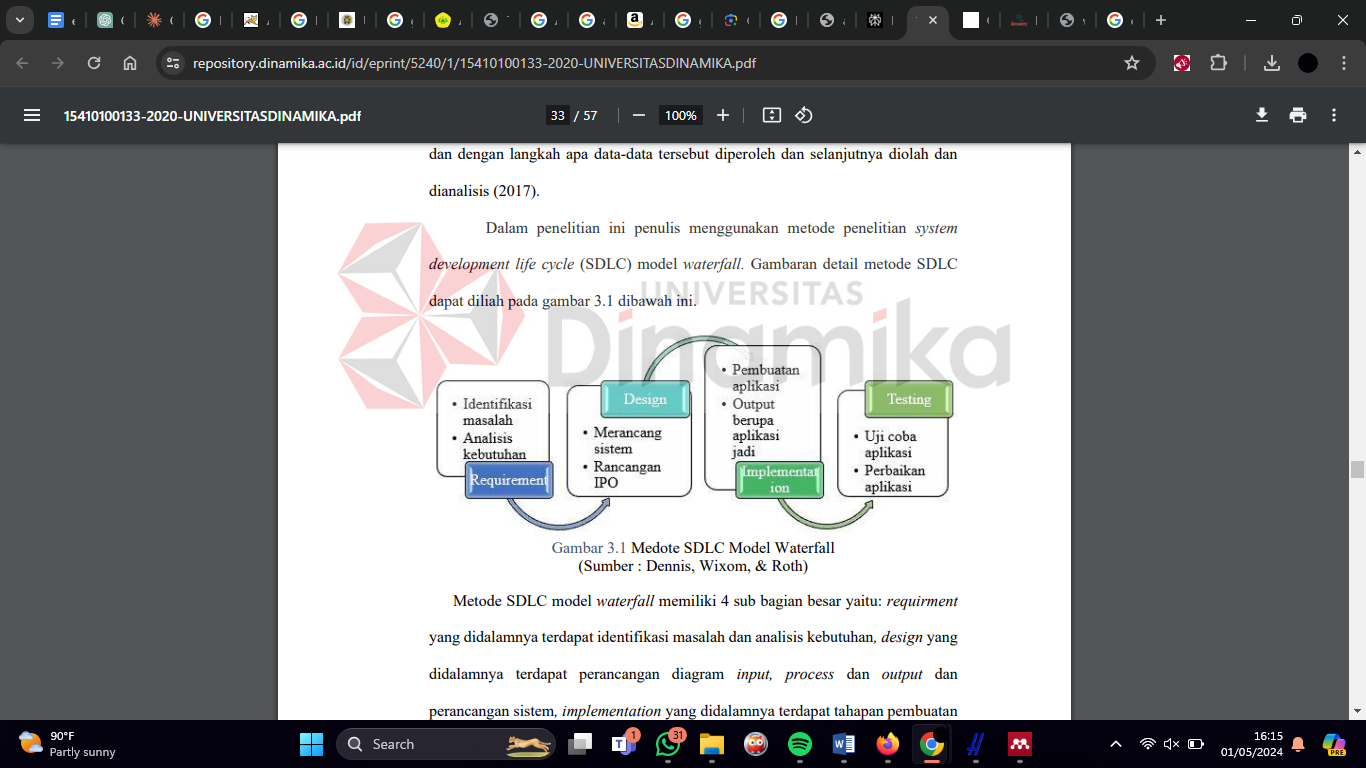 repository.dinamika.ac.id/id/eprint/5240/1/15410100133-2020-UNIVERSITASDINAMIKA.pdf
15410100133-2020-UNIVERSITASDINAMIKA.pdf
33 / 57
100%
dan dengan langkah apa data-data tersebut diperoleh dan selanjutnya diolah dan
dianalisis (2017).
Dalam penelitian ini penulis menggunakan metode penelitian system
development life cycle (SDLC) model waterfall. Gambaran detail metode SDLC
dapat diliah pada gambar 3.1 dibawah ini.
UNIVERSITAS
Dinamika
• Identifikasi
masalah
• Analisis
kebutuhan
Requirement
Design
• Merancang
sistem
• Rancangan
IPO
• Pembuatan
aplikasi
• Output
berupa
aplikasi
jadi
Implementat
ion
Testing
• Uji coba
aplikasi
• Perbaikan
aplikasi
Gambar 3.1 Medote SDLC Model Waterfall
(Sumber : Dennis, Wixom, & Roth)
Metode SDLC model waterfall memiliki 4 sub bagian besar yaitu: requirment
yang didalamnya terdapat identifikasi masalah dan analisis kebutuhan, design yang
didalamnya terdapat perancangan diagram input, process dan output dan
perancangan sistem, implementation yang didalamnya terdapat tahapan pembuatan
90°F
Partly sunny
Search
1
31
16:15
01/05/2024
PRE